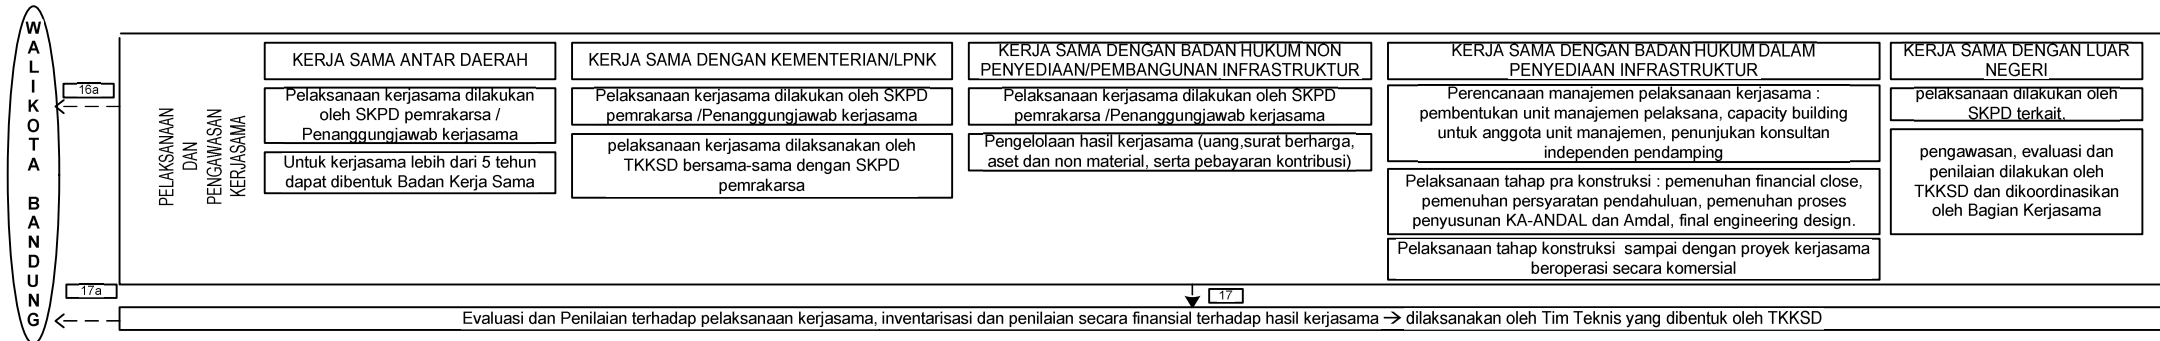 WALIKOTA BANDUNG
16a
17a
PELAKSANAAN
DAN
PENGAWASAN
KERJASAMA
KERJA SAMA ANTAR DAERAH
Pelaksanaan kerjasama dilakukan
oleh SKPD pemrakarsa /
Penanggungjawab kerjasama
Untuk kerjasama lebih dari 5 tehun
dapat dibentuk Badan Kerja Sama
KERJA SAMA DENGAN KEMENTERIAN/LPNK
Pelaksanaan kerjasama dilakukan oleh SKPD
pemrakarsa /Penanggungjawab kerjasama
pelaksanaan kerjasama dilaksanakan oleh
TKKSD bersama-sama dengan SKPD
pemrakarsa
KERJA SAMA DENGAN BADAN HUKUM NON
PENYEDIAAN/PEMBANGUNAN INFRASTRUKTUR
Pelaksanaan kerjasama dilakukan oleh SKPD
pemrakarsa /Penanggungjawab kerjasama
Pengelolaan hasil kerjasama (uang,surat berharga,
aset dan non material, serta pebayaran kontribusi)
KERJA SAMA DENGAN BADAN HUKUM DALAM
PENYEDIAAN INFRASTRUKTUR
Perencanaan manajemen pelaksanaan kerjasama :
pembentukan unit manajemen pelaksana, capacity building
untuk anggota unit manajemen, penunjukan konsultan
independen pendamping
Pelaksanaan tahap pra konstruksi : pemenuhan financial close,
pemenuhan persyaratan pendahuluan, pemenuhan proses
penyusunan KA-ANDAL dan Amdal, final engineering design.
Pelaksanaan tahap konstruksi sampai dengan proyek kerjasama
beroperasi secara komersial
KERJA SAMA DENGAN LUAR
NEGERI
pelaksanaan dilakukan oleh
SKPD terkait,
pengawasan, evaluasi dan
penilaian dilakukan oleh
TKKSD dan dikoordinasikan
oleh Bagian Kerjasama
17
Evaluasi dan Penilaian terhadap pelaksanaan kerjasama, inventarisasi dan penilaian secara finansial terhadap hasil kerjasama → dilaksanakan oleh Tim Teknis yang dibentuk oleh TKKSD